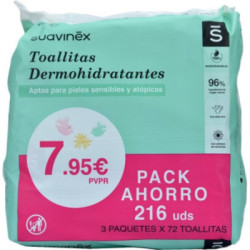 suavinex
Toallitas
Dermohidratantes
Aptas para pieles sensibles y atópicas
96%
7.95€
PVPR
PACK
AHORRO
216 uds
3 PAQUETES X 72 TOALLITAS